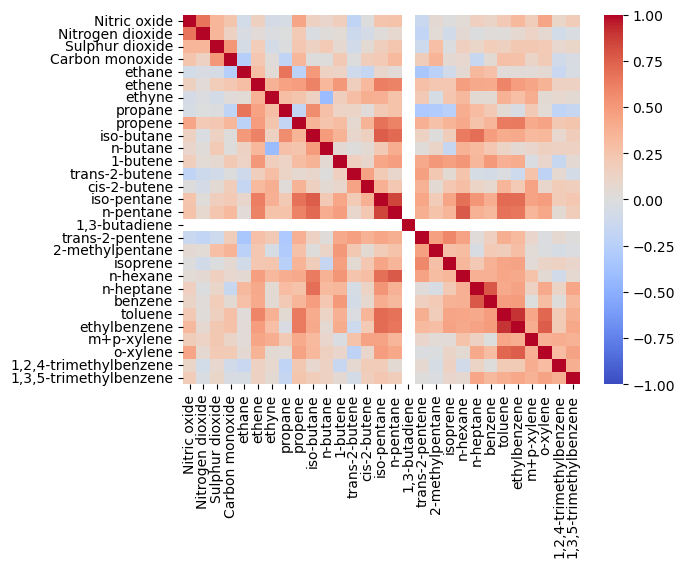 Nitric oxide
Nitrogen dioxide
Sulphur dioxide
Carbon monoxide
ethane
ethene
ethyne
propane
propene
iso-butane
n-butane
1-butene
trans-2-butene
cis-2-butene
iso-pentane
n-pentane
1,3-butadiene
trans-2-pentene
2-methylpentane
isoprene
n-hexane
n-heptane
benzene
toluene
ethylbenzene
m+p-xylene
o-xylene
1,2,4-trimethylbenzene
1,3,5-trimethylbenzene
Nitric oxide
Nitrogen dioxide
Sulphur dioxide
Carbon monoxide
ethane
ethene
ethyne
propane
propene
iso-butane
n-butane
1-butene
trans-2-butene
cis-2-butene
iso-pentane
n-pentane
1,3-butadiene
trans-2-pentene
2-methylpentane
isoprene
n-hexane
n-heptane
benzene
toluene
ethylbenzene
m+p-xylene
o-xylene
1,2,4-trimethylbenzene
1,3,5-trimethylbenzene
1.00
0.75
0.50
0.25
0.00
−0.25
−0.50
−0.75
−1.00